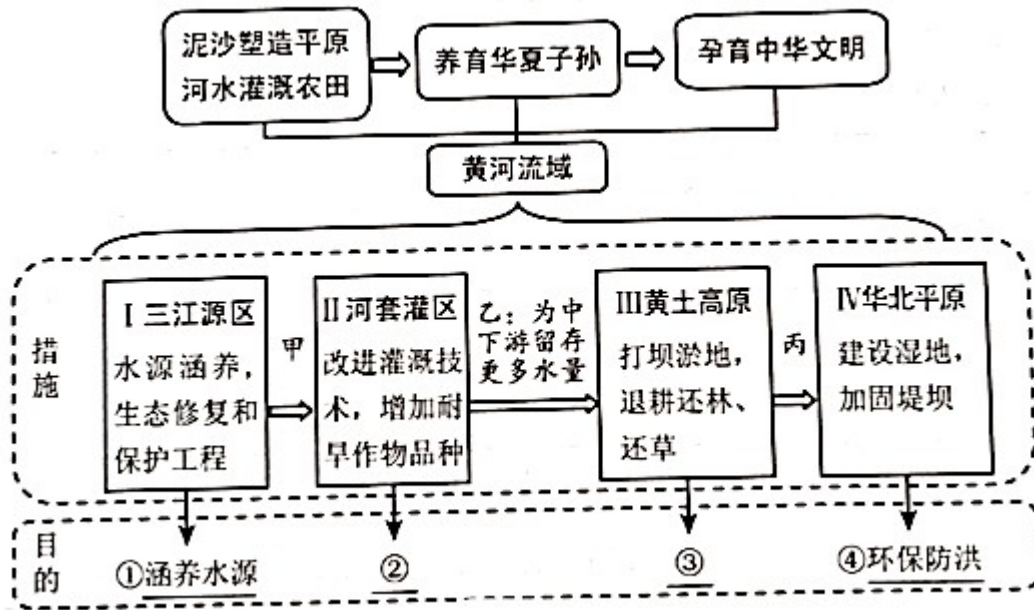 泥沙塑造平原
河水灌溉农田
养育华夏子孙
孕育中华文明
黄河流域
措施
Ⅰ三江源区
水源涵养，
生态修复和
保护工程
甲
Ⅱ河套灌区
改进灌溉技
术，增加耐
旱作物品种
乙：为中
下游留存
更多水量
Ⅲ黄土高原
打坝淤地，
退耕还林、
还草
丙
Ⅳ华北平原
建设湿地，
加固堤坝
目的
①涵养水源
②
③
④环保防洪